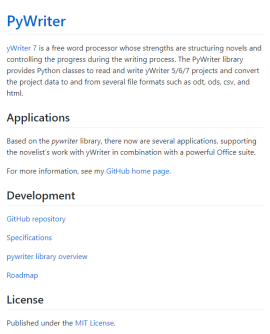 PyWriter
yWriter 7 is a free word processor whose strengths are structuring novels and
controlling the progress during the writing process. The PyWriter library
provides Python classes to read and write yWriter 5/6/7 projects and convert
the project data to and from several file formats such as odt, ods, csv, and
html.
Applications
Based on the pywriter library, there now are several applications, supporting
the novelist's work with yWriter in combination with a powerful Office suite.
For more information, see my GitHub home page.
Development
GitHub repository
Specifications
pywriter library overview
Roadmap
License
Published under the MIT License.